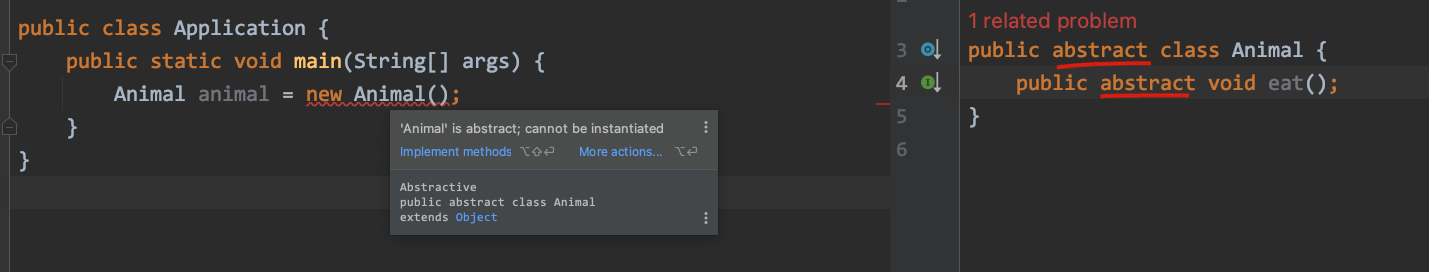 public class Application {
public static void main(String[] args) {
Animal animal = new Animal();
}
}
'Animal' is abstract; cannot be instantiated
Implement methods ⌥⇧⏎ More actions... ⌥⏎
Abstractive
public abstract class Animal
extends Object
1 related problem
3 public abstract class Animal {
4 public abstract void eat();
5 }
6